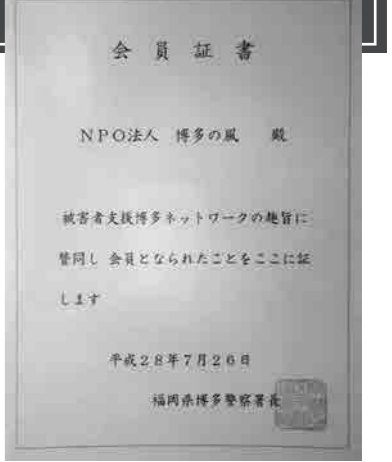 会員証書
NPO法人 博多の風 殿
被害者支援博多ネットワークの趣旨に
賛同し 会員となられたことをここに証
します
平成28年7月26日
福岡県博多警察署長